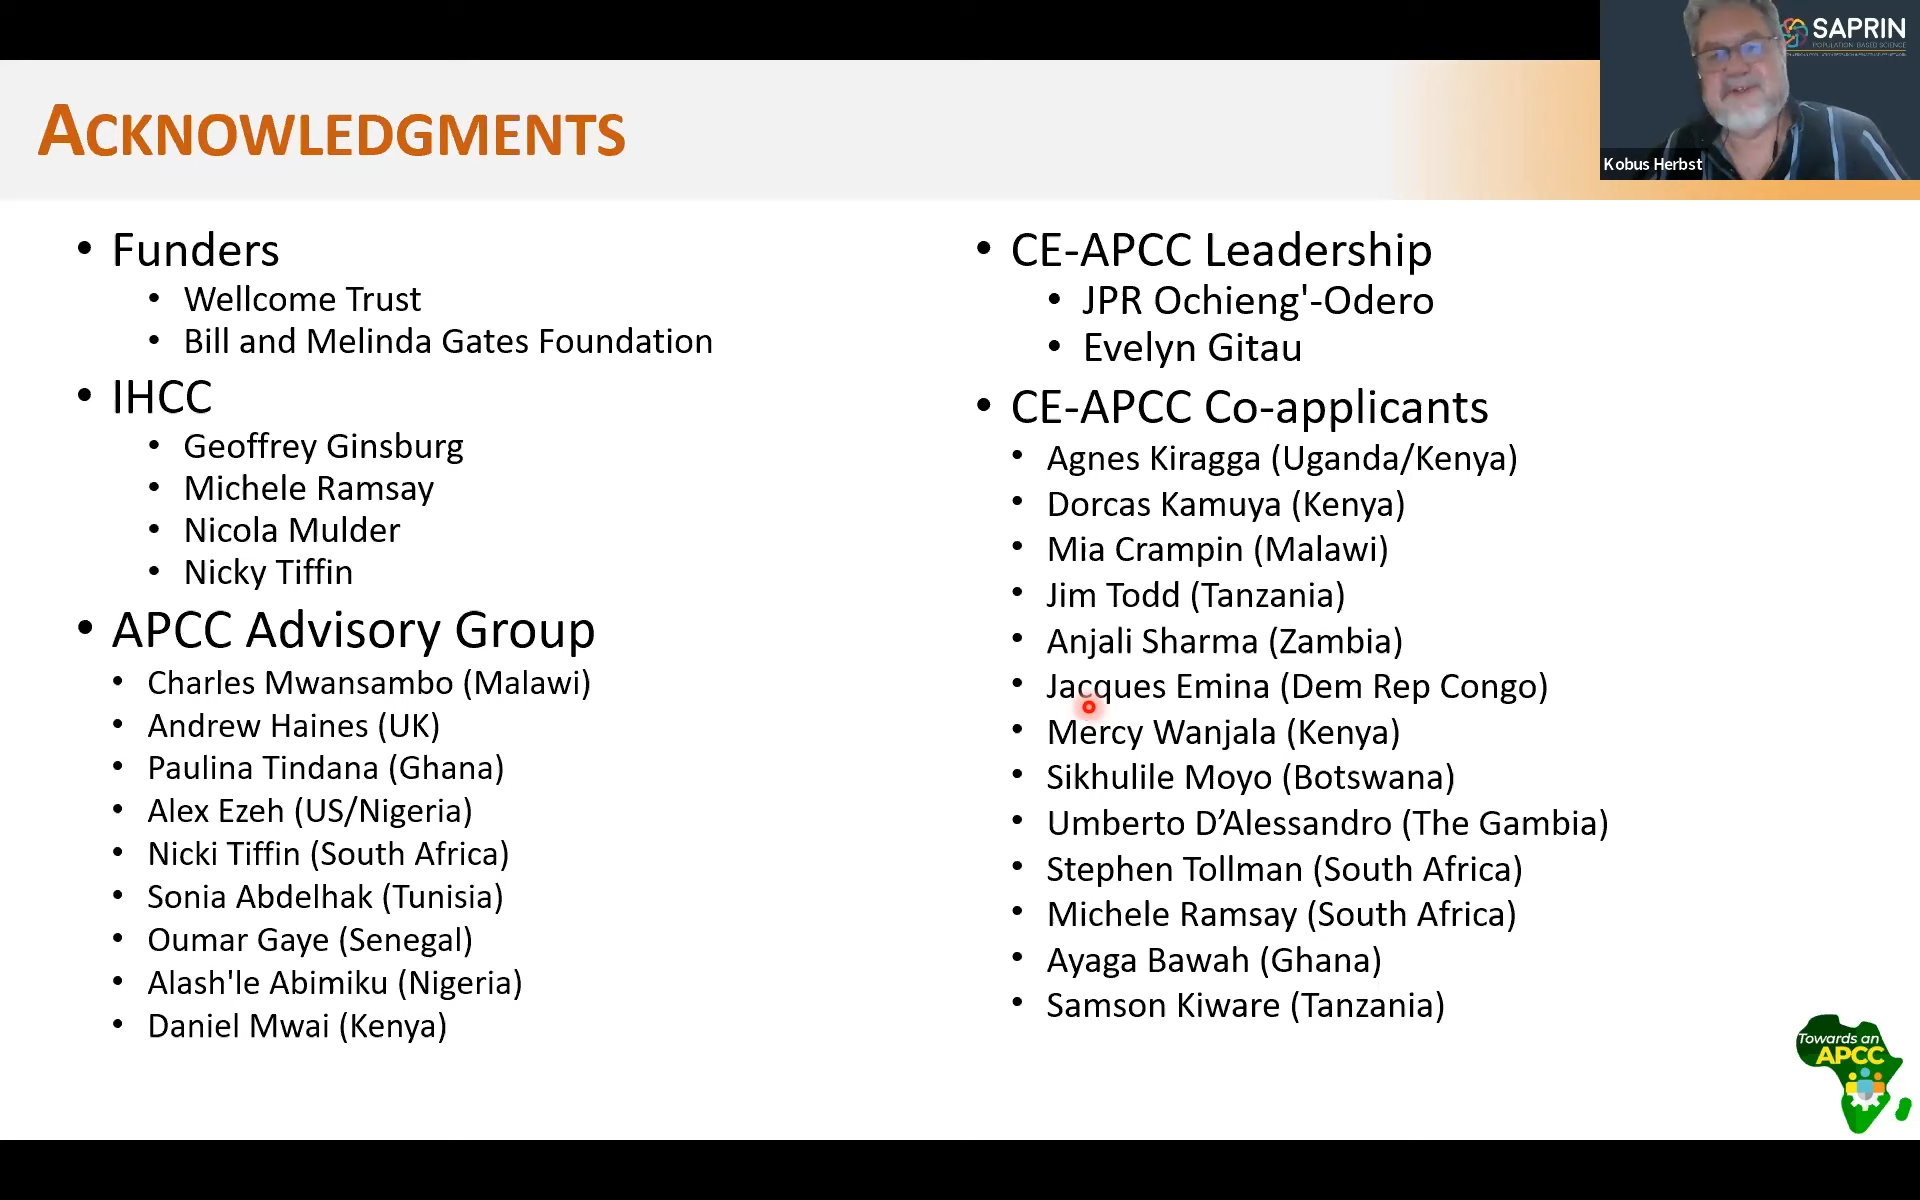 SAPRIN
POPULATION-BASED SCIENCE
Kobus Herbst
ACKNOWLEDGMENTS
• Funders
• Wellcome Trust
• Bill and Melinda Gates Foundation
• IHCC
• Geoffrey Ginsburg
• Michele Ramsay
• Nicola Mulder
• Nicky Tiffin
• APCC Advisory Group
• Charles Mwansambo (Malawi)
• Andrew Haines (UK)
• Paulina Tindana (Ghana)
• Alex Ezeh (US/Nigeria)
• Nicki Tiffin (South Africa)
• Sonia Abdelhak (Tunisia)
• Oumar Gaye (Senegal)
• Alash'le Abimiku (Nigeria)
• Daniel Mwai (Kenya)
• CE-APCC Leadership
• JPR Ochieng'-Odero
• Evelyn Gitau
• CE-APCC Co-applicants
• Agnes Kiragga (Uganda/Kenya)
• Dorcas Kamuya (Kenya)
• Mia Crampin (Malawi)
• Jim Todd (Tanzania)
• Anjali Sharma (Zambia)
• Jacques Emina (Dem Rep Congo)
• Mercy Wanjala (Kenya)
• Sikhulile Moyo (Botswana)
• Umberto D’Alessandro (The Gambia)
• Stephen Tollman (South Africa)
• Michele Ramsay (South Africa)
• Ayaga Bawah (Ghana)
• Samson Kiware (Tanzania)
Towards an
APCC